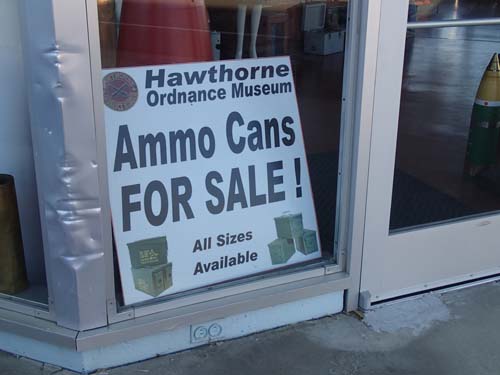 Hawthorne
Ordnance Museum
Ammo Cans
FOR SALE!
All Sizes
Available